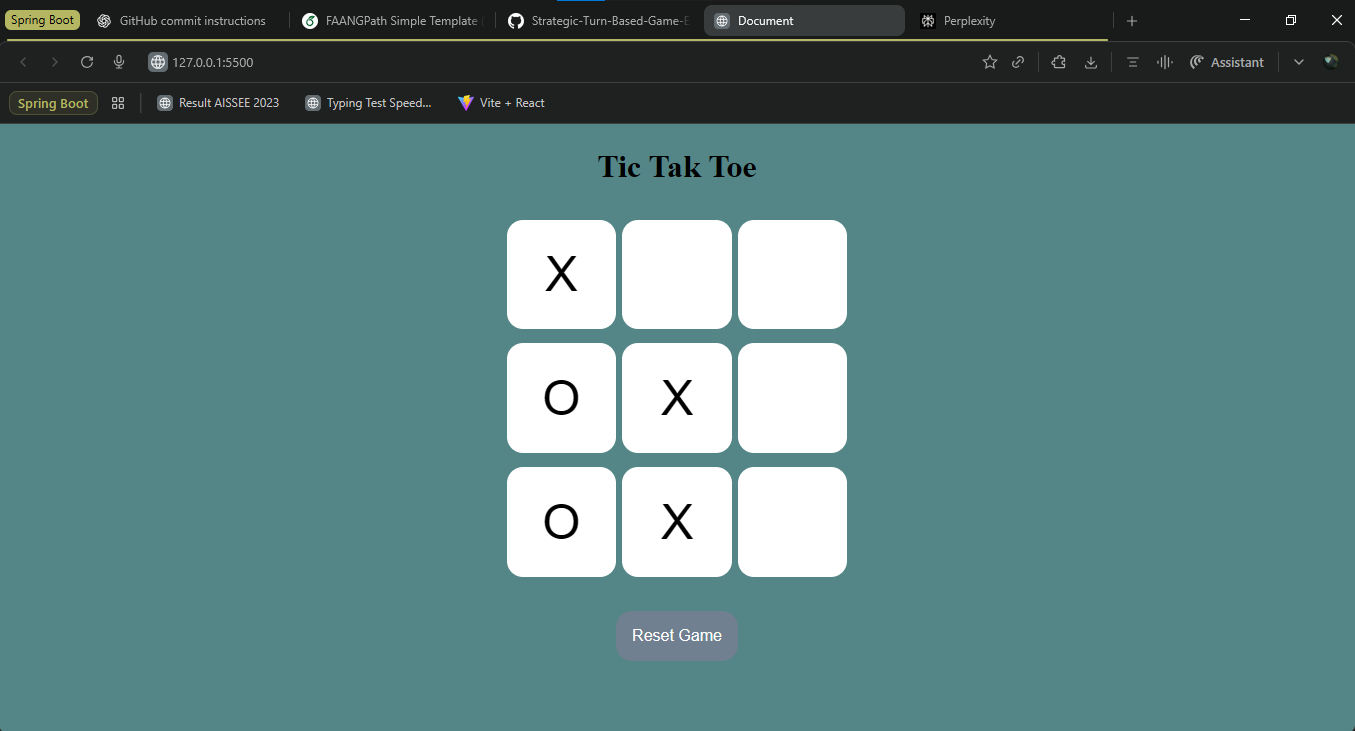 Spring Boot GitHub commit instructions FAANGPath Simple Template Strategic-Turn-Based-Game-E Document Perplexity
127.0.0.1:5500 Assistant
Spring Boot Result AISSEE 2023 Typing Test Speed... Vite + React
Tic Tak Toe
X
O X
O X
Reset Game